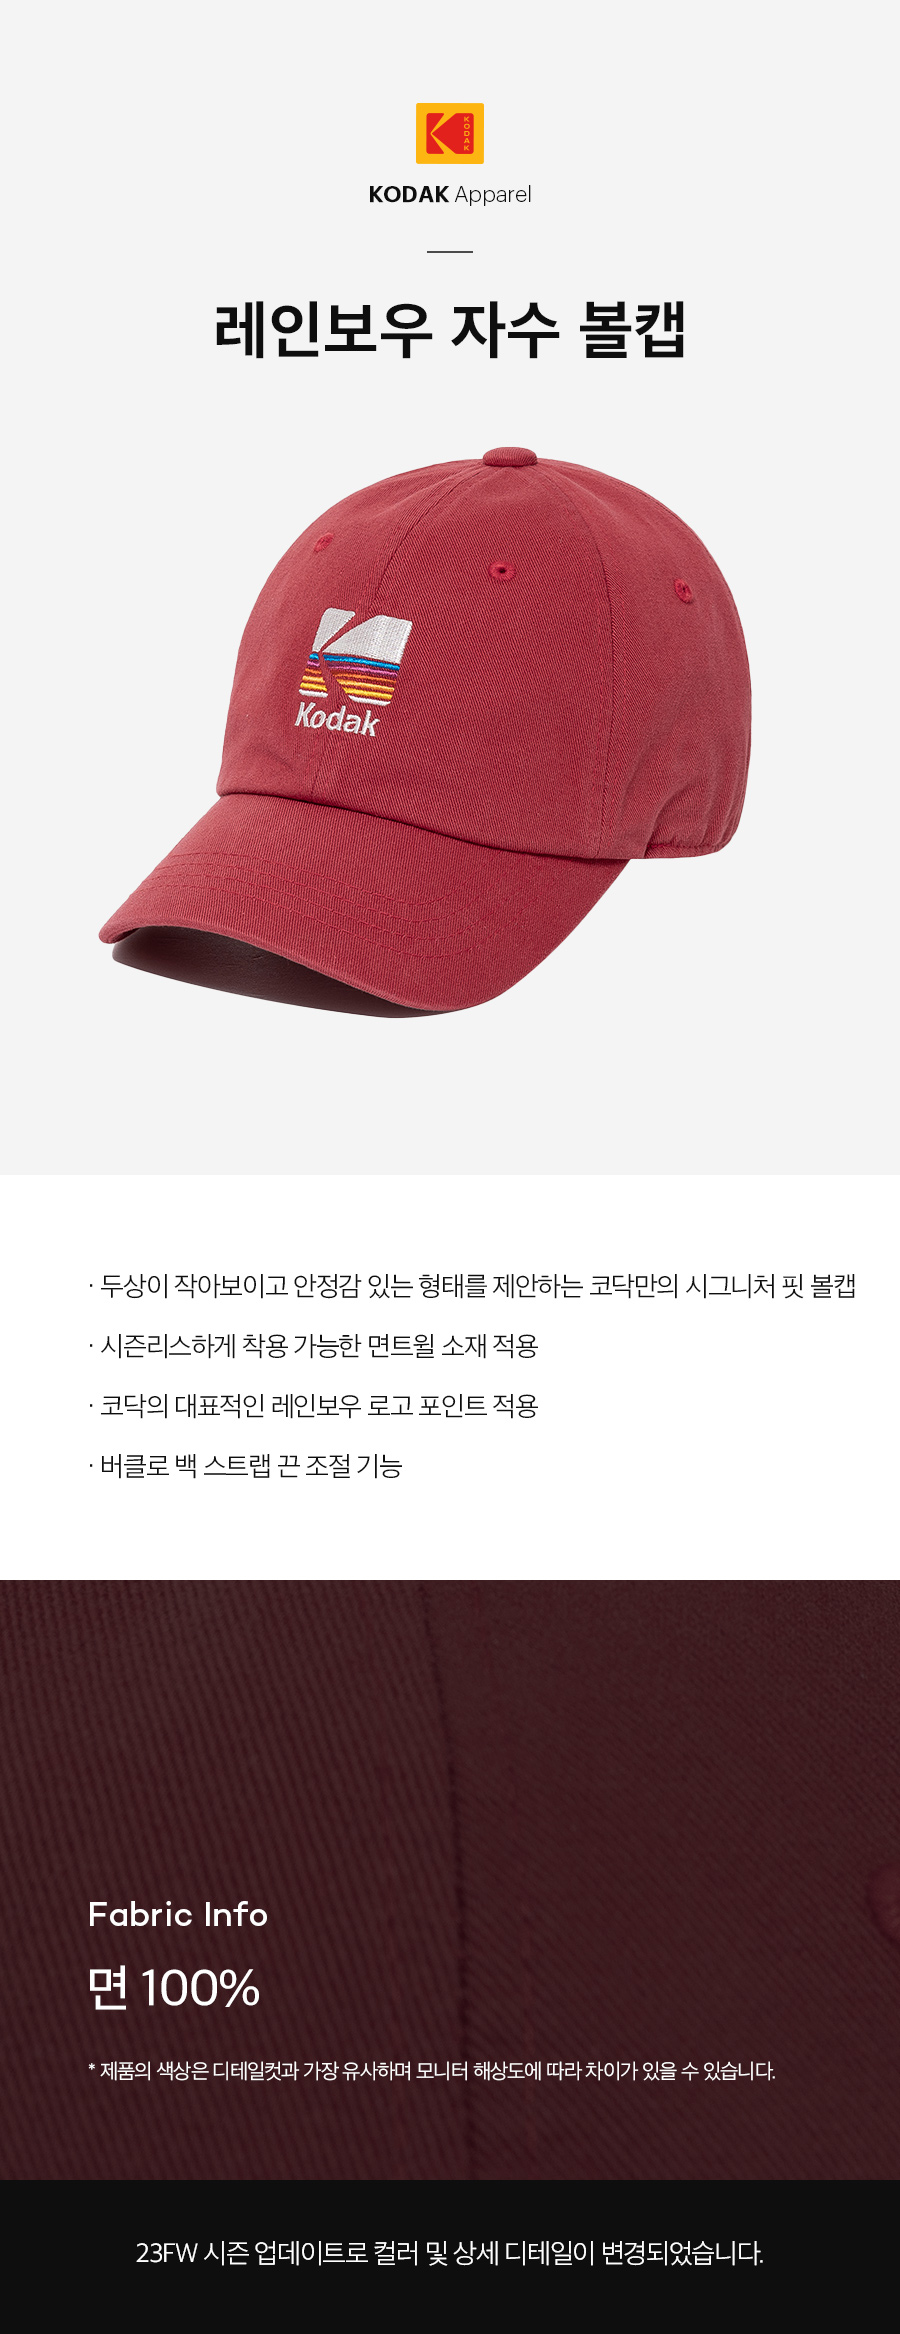 KODAK
KODAK Apparel
레인보우 자수 볼캡
Kodak
· 두상이 작아보이고 안정감 있는 형태를 제안하는 코닥만의 시그니처 핏 볼캡
· 시즌리스하게 착용 가능한 면트윌 소재 적용
· 코닥의 대표적인 레인보우 로고 포인트 적용
· 버클로 백 스트랩 끈 조절 기능
Fabric Info
면 100%
* 제품의 색상은 디테일컷과 가장 유사하며 모니터 해상도에 따라 차이가 있을 수 있습니다.
23FW 시즌 업데이트로 컬러 및 상세 디테일이 변경되었습니다.